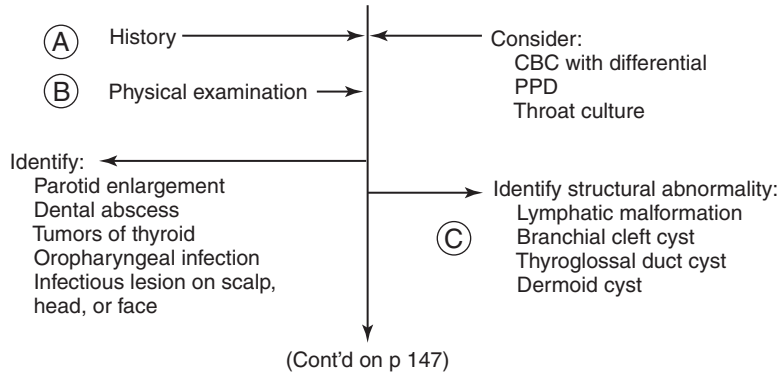 A
History
Consider:
CBC with differential
PPD
Throat culture
B
Physical examination
Identify:
Parotid enlargement
Dental abscess
Tumors of thyroid
Oropharyngeal infection
Infectious lesion on scalp,
head, or face
Identify structural abnormality:
Lymphatic malformation
Branchial cleft cyst
Thyroglossal duct cyst
Dermoid cyst
C
(Cont'd on p 147)